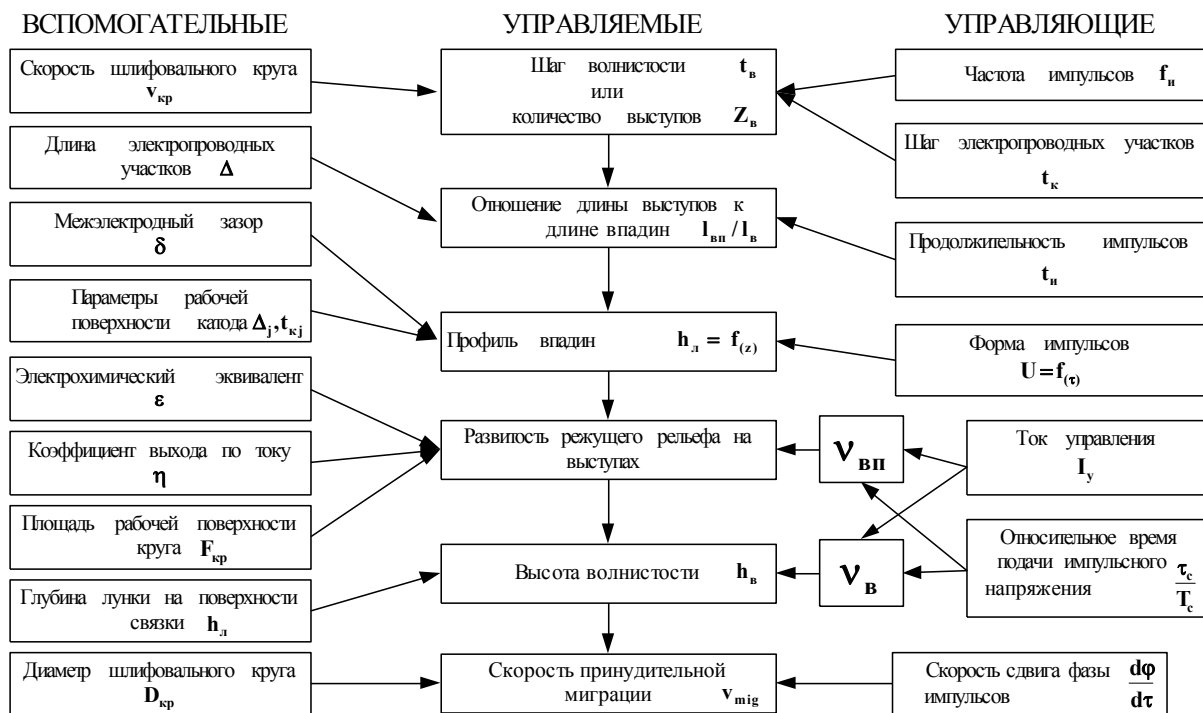 ВСПОМОГАТЕЛЬНЫЕ
Скорость шлифовального круга
v кр
Длина электропроводных
участков Δ
Межэлектродный зазор
δ
Параметры рабочей
поверхности катода Δj, tкj
Электрохимический эквивалент
ε
Коэффициент выхода по току
η
Площадь рабочей поверхности
круга Fкр
Глубина лунки на поверхности
связки hл
Диаметр шлифовального круга
Dкр
УПРАВЛЯЕМЫЕ
Шаг волнистости tв
или
количество выступов Zв
Отношение длины выступов к
длине впадин lвп / lв
Профиль впадин hл = f(z)
Развитость режущего рельефа на
выступах
Высота волнистости hв
Скорость принудительной
миграции vmig
νвп
νв
УПРАВЛЯЮЩИЕ
Частота импульсов fи
Шаг электропроводных участков
tк
Продолжительность импульсов
tи
Форма импульсов
U=f(τ)
Ток управления
Iу
Относительное время
подачи импульсного
напряжения τс/Tс
Скорость сдвига фазы
импульсов dφ/dτ